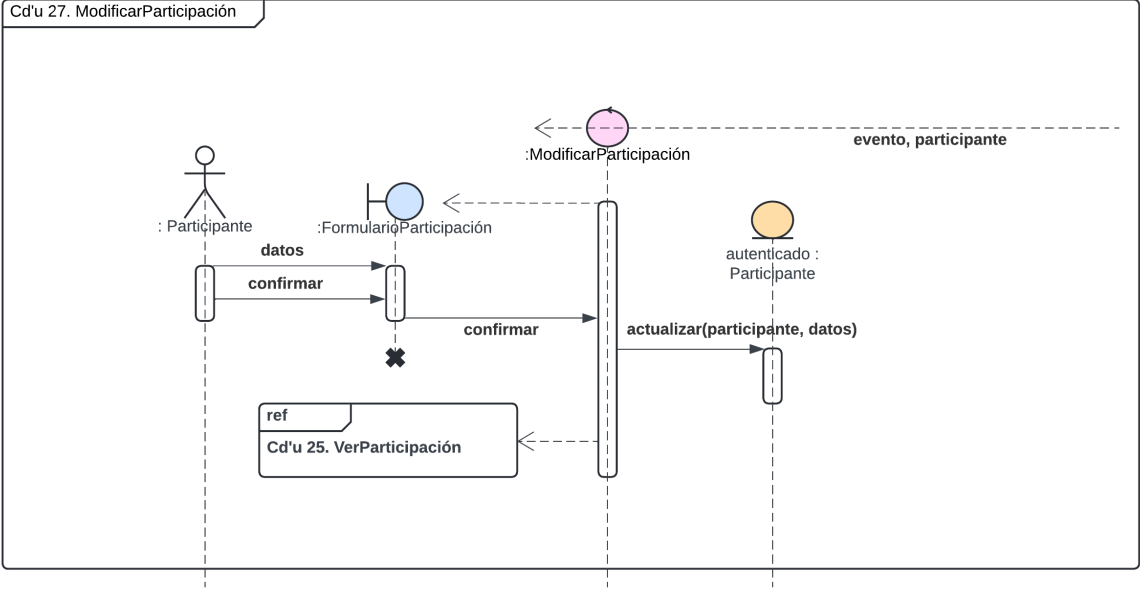 Cd'u 27. ModificarParticipación
evento, participante
:ModificarParticipación
: Participante
:FormularioParticipación
autenticado :
Participante
datos
confirmar
confirmar
actualizar(participante, datos)
ref
Cd'u 25. VerParticipación